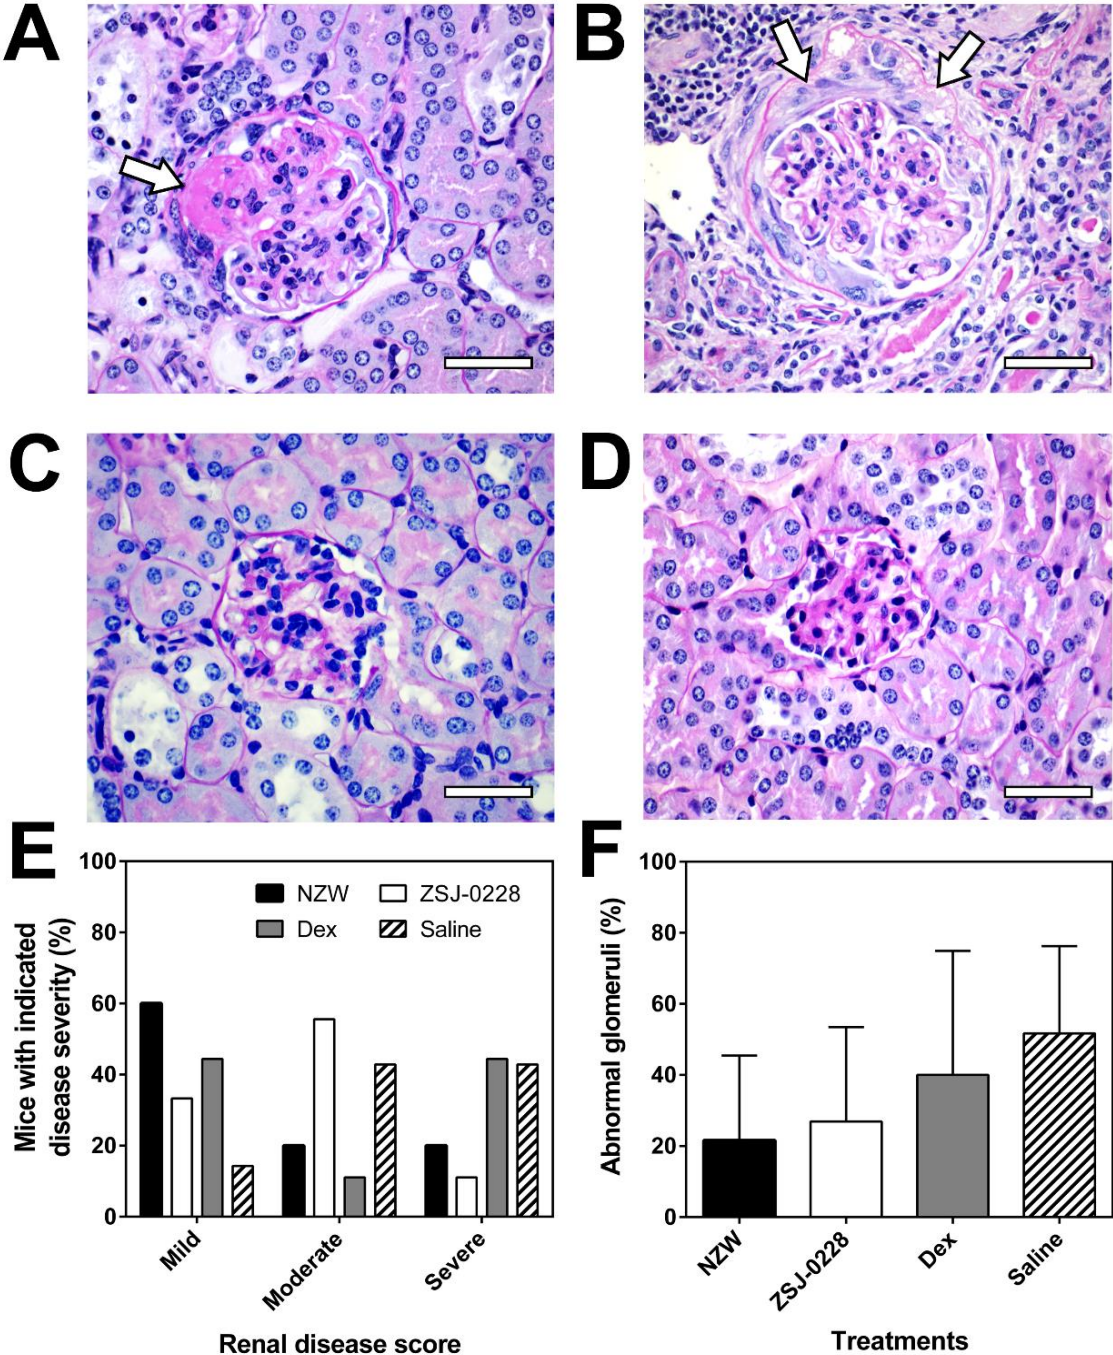 A
B
C
D
E
100
80
60
40
20
0
Mice with indicated
disease severity (%)
NZW
ZSJ-0228
Dex
Saline
Mild
Moderate
Severe
Renal disease score
F
100
80
60
40
20
0
Abnormal glomeruli (%)
NZW
ZSJ-0228
Dex
Saline
Treatments